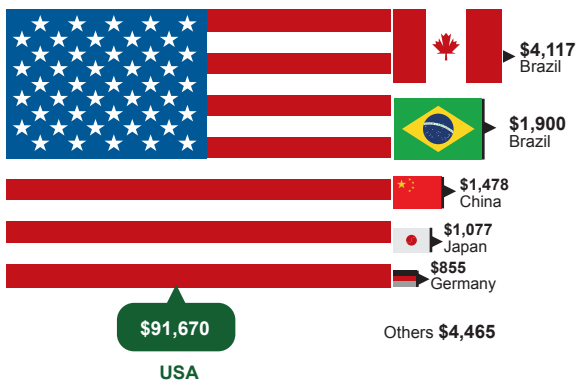 $4,117
Brazil
$1,900
Brazil
$1,478
China
$1,077
Japan
$855
Germany
$91,670
USA
Others $4,465